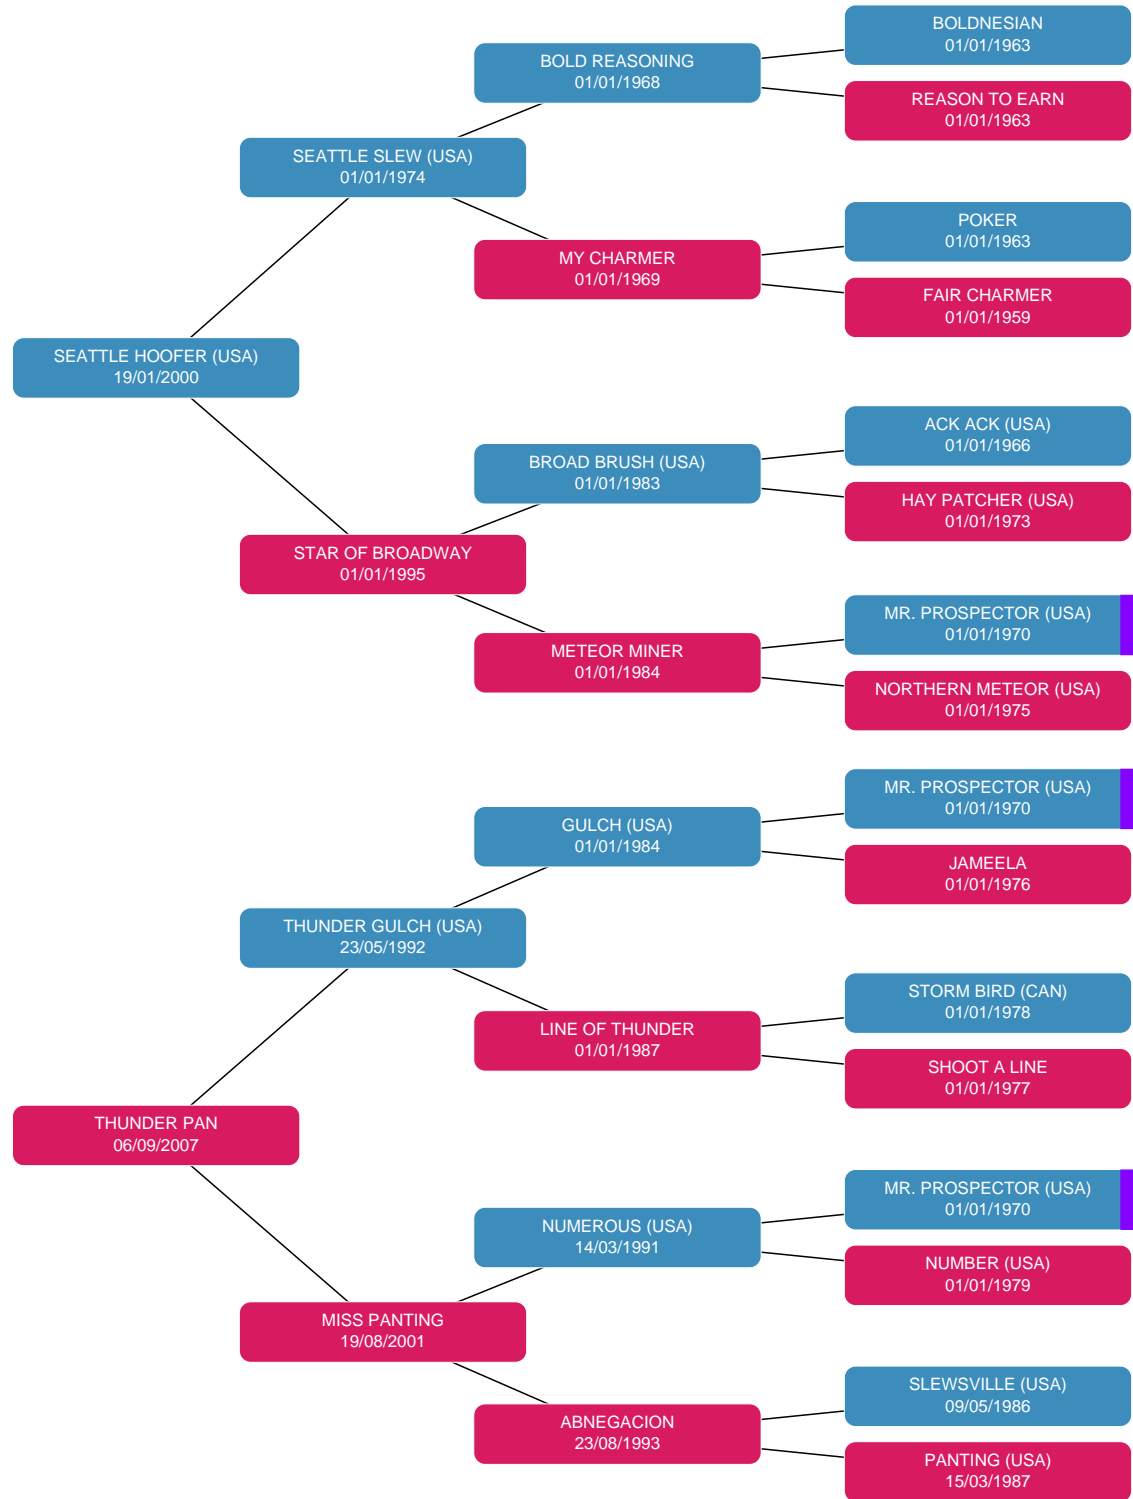 BOLDNESIAN
01/01/1963
BOLD REASONING
01/01/1968
REASON TO EARN
01/01/1963
SEATTLE SLEW (USA)
01/01/1974
POKER
01/01/1963
MY CHARMER
01/01/1969
FAIR CHARMER
01/01/1959
SEATTLE HOOFER (USA)
19/01/2000
ACK ACK (USA)
01/01/1966
BROAD BRUSH (USA)
01/01/1983
HAY PATCHER (USA)
01/01/1973
STAR OF BROADWAY
01/01/1995
MR. PROSPECTOR (USA)
01/01/1970
METEOR MINER
01/01/1984
NORTHERN METEOR (USA)
01/01/1975
MR. PROSPECTOR (USA)
01/01/1970
GULCH (USA)
01/01/1984
JAMEELA
01/01/1976
THUNDER GULCH (USA)
23/05/1992
STORM BIRD (CAN)
01/01/1978
LINE OF THUNDER
01/01/1987
SHOOT A LINE
01/01/1977
THUNDER PAN
06/09/2007
MR. PROSPECTOR (USA)
01/01/1970
NUMEROUS (USA)
14/03/1991
NUMBER (USA)
01/01/1979
MISS PANTING
19/08/2001
SLEWSVILLE (USA)
09/05/1986
ABNEGACION
23/08/1993
PANTING (USA)
15/03/1987